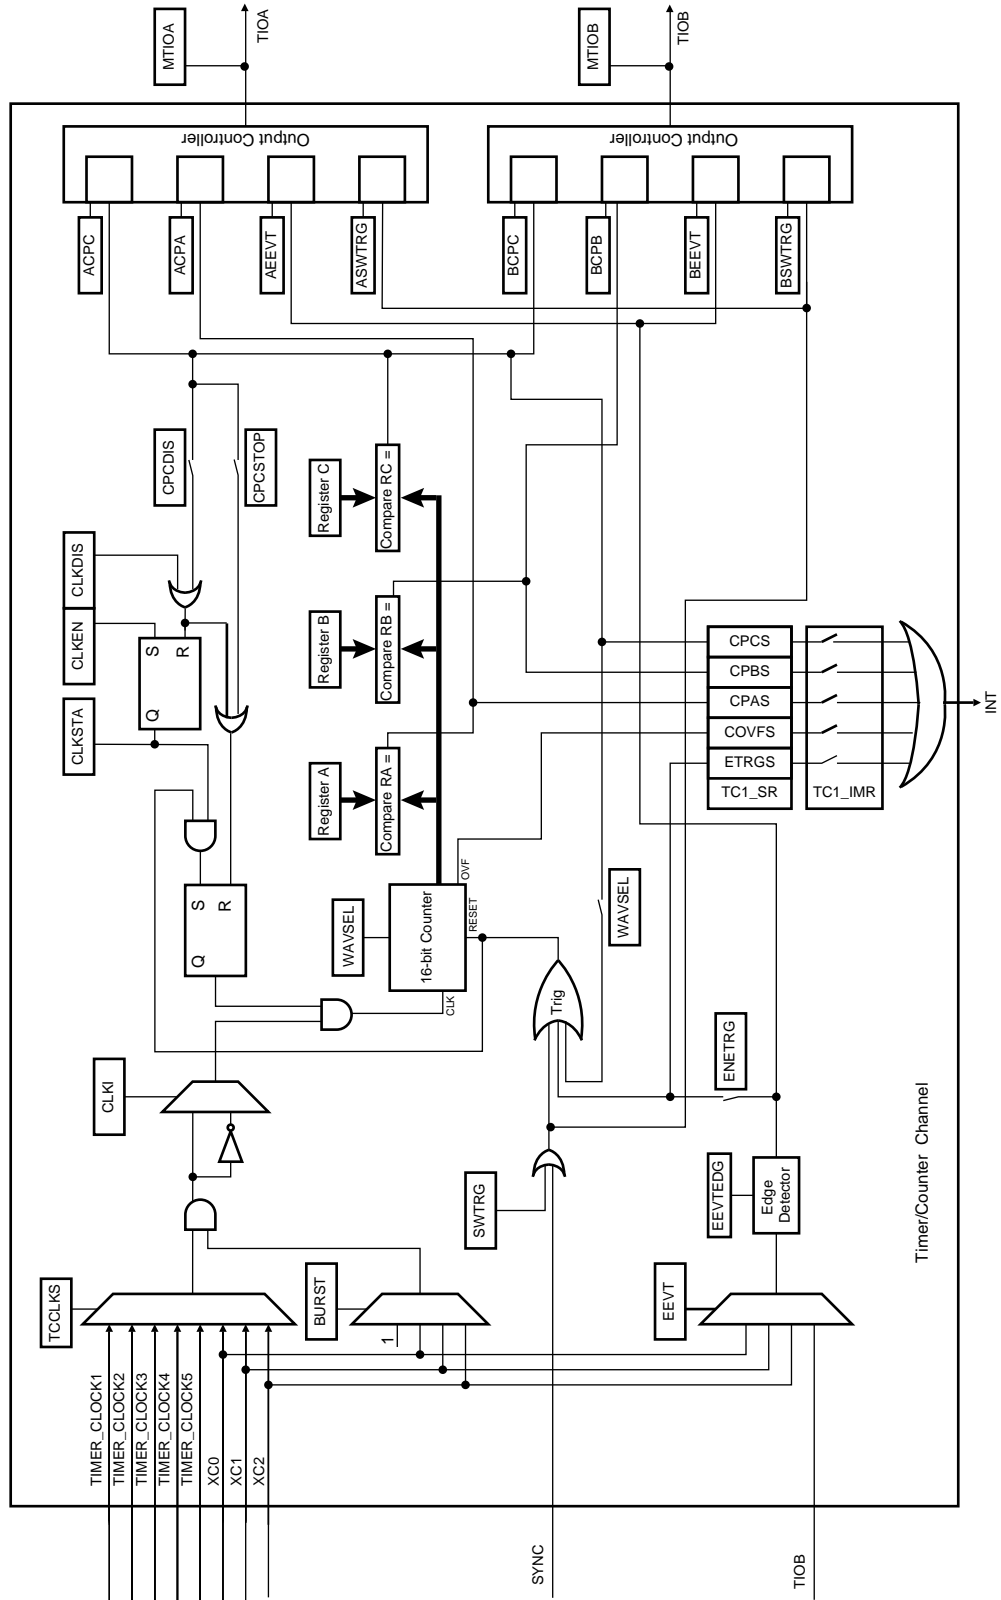 MTIOA
TIOA
MTIOB
TIOB
Output Controller
Output Controller
ACPC
ACPA
AEEVT
ASWTRG
BCPC
BCPB
BEEVT
BSWTRG
CPCDIS
CPCSTOP
CLKDIS
CLKEN
CLKSTA
S
R
Q
Register C
Compare RC =
Register B
Compare RB =
Register A
Compare RA =
S
R
Q
WAVSEL
16-bit Counter
OVF
RESET
CLK
CPCS
CPBS
CPAS
COVFS
ETRGS
TC1_SR
TC1_IMR
INT
WAVSEL
Trig
CLKI
ENETRG
SWTRG
EEVTEDG
Edge
Detector
Timer/Counter Channel
TCCLKS
BURST
1
EEVT
TIMER_CLOCK1
TIMER_CLOCK2
TIMER_CLOCK3
TIMER_CLOCK4
TIMER_CLOCK5
XC0
XC1
XC2
SYNC
TIOB